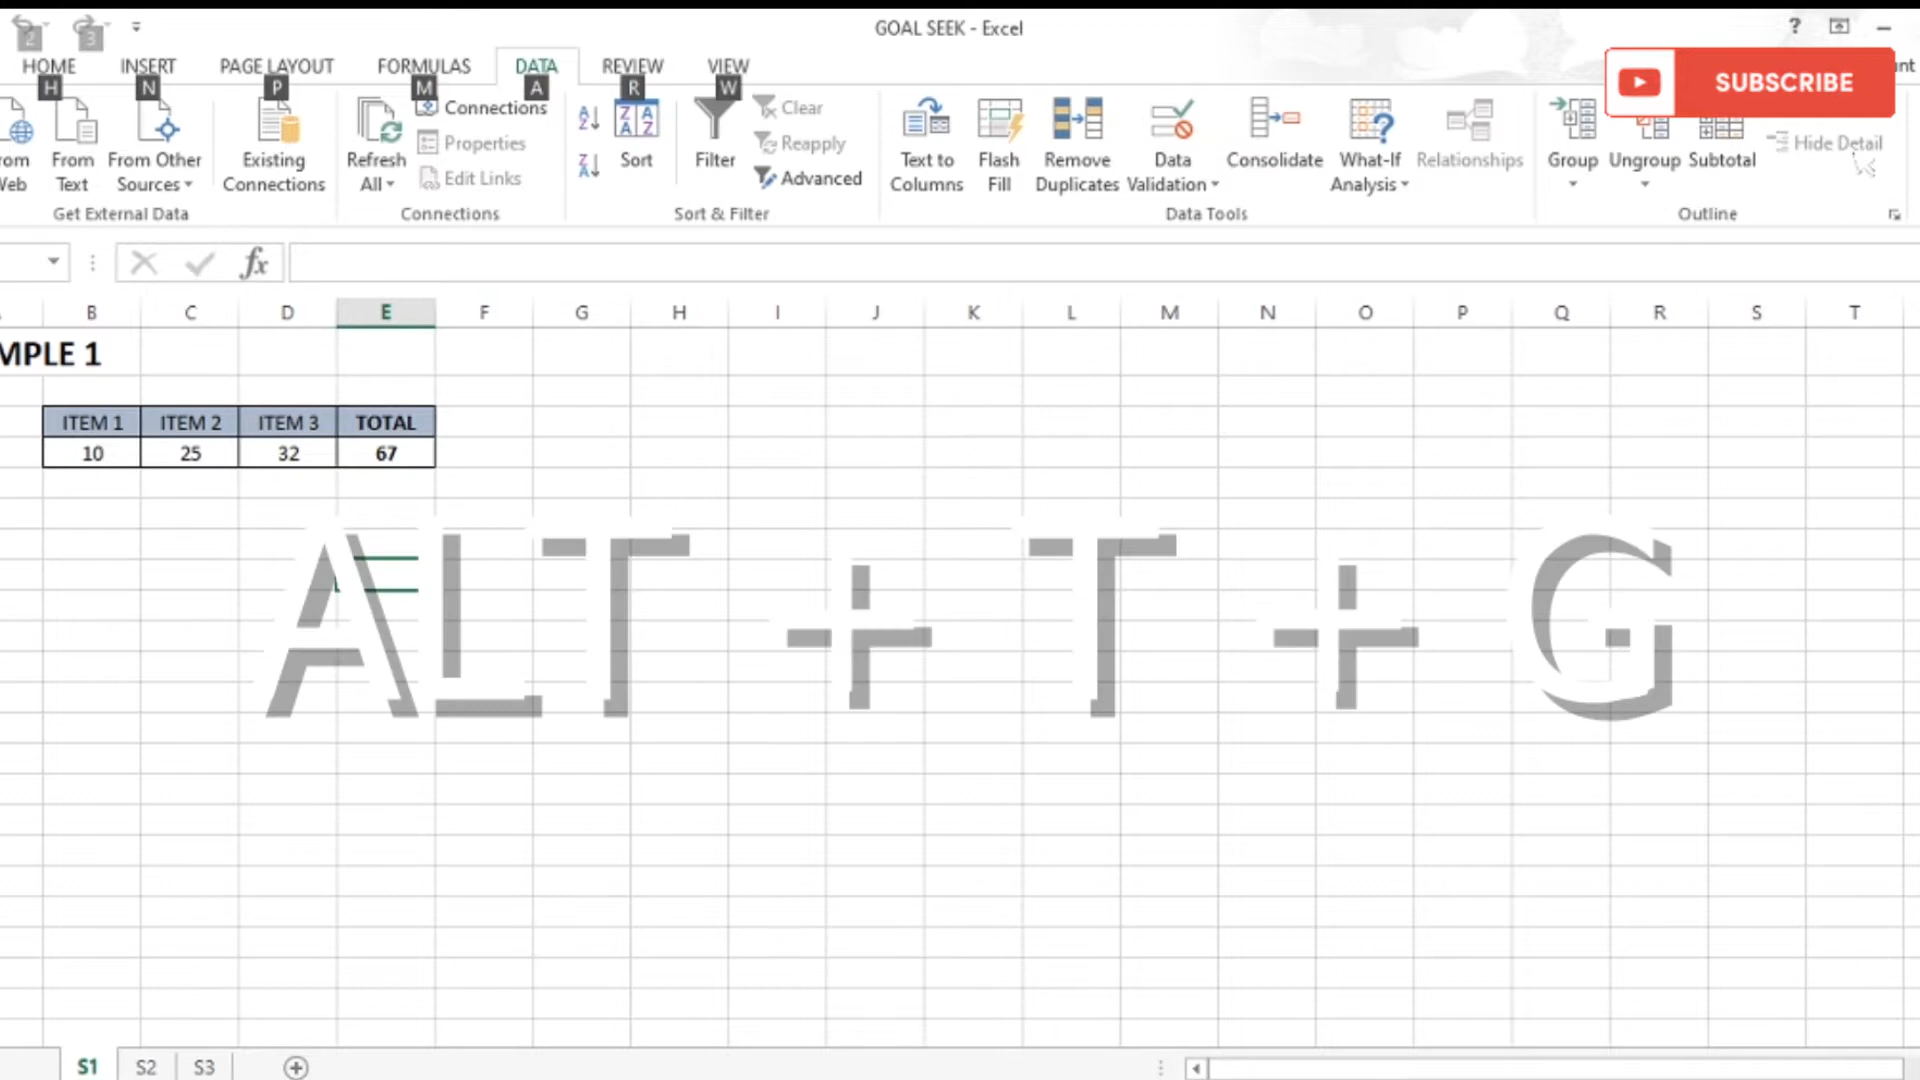 GOAL SEEK - Excel
?
2 3
HOME INSERT PAGE LAYOUT FORMULAS DATA REVIEW VIEW
H N P M A R W
SUBSCRIBE
From Text
From Other Sources
Existing Connections
Refresh All
Connections
Properties
Edit Links
Sort
Filter
Clear
Reapply
Advanced
Text to Columns
Flash Fill
Remove Duplicates
Data Validation
Consolidate
What-If Analysis
Relationships
Group
Ungroup
Subtotal
Hide Detail
Get External Data
Connections
Sort & Filter
Data Tools
Outline
fx
B C D E F G H I J K L M N O P Q R S T
MPLE 1
ITEM 1 ITEM 2 ITEM 3 TOTAL
10 25 32 67
ALT + T + G
S1 S2 S3